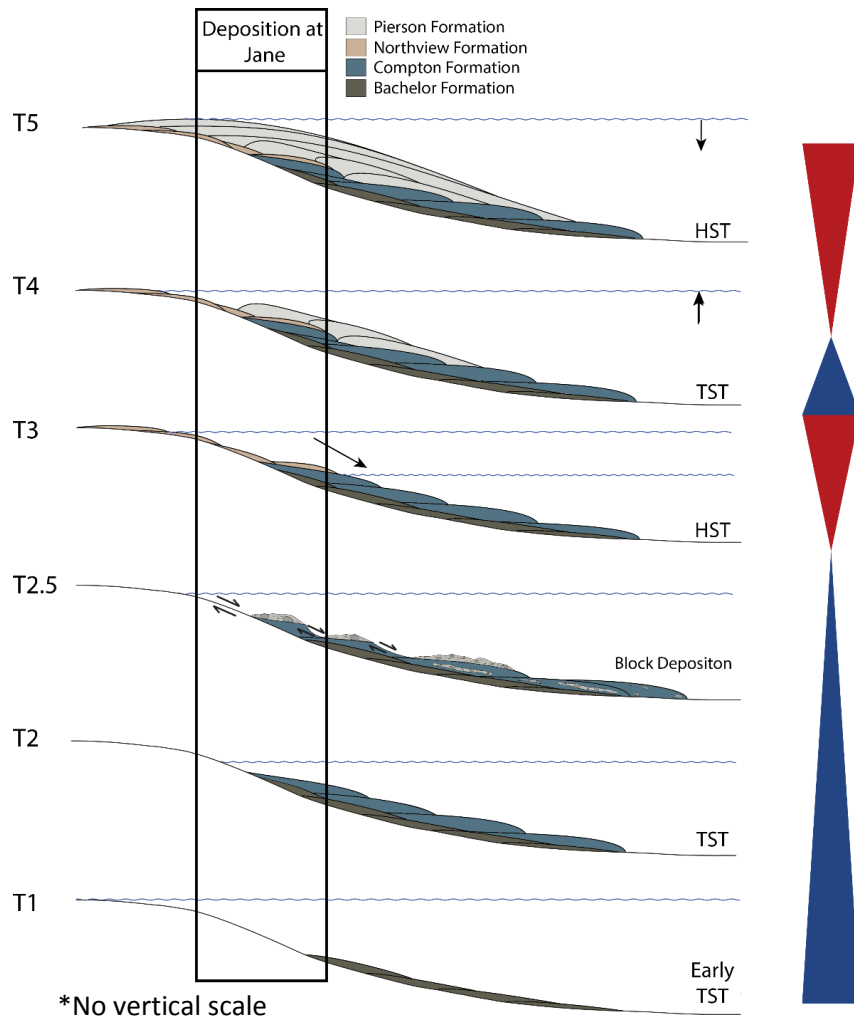 Deposition at
Jane
Pierson Formation
Northview Formation
Compton Formation
Bachelor Formation
T5
HST
T4
TST
T3
HST
T2.5
Block Depositon
T2
TST
T1
Early
TST
*No vertical scale